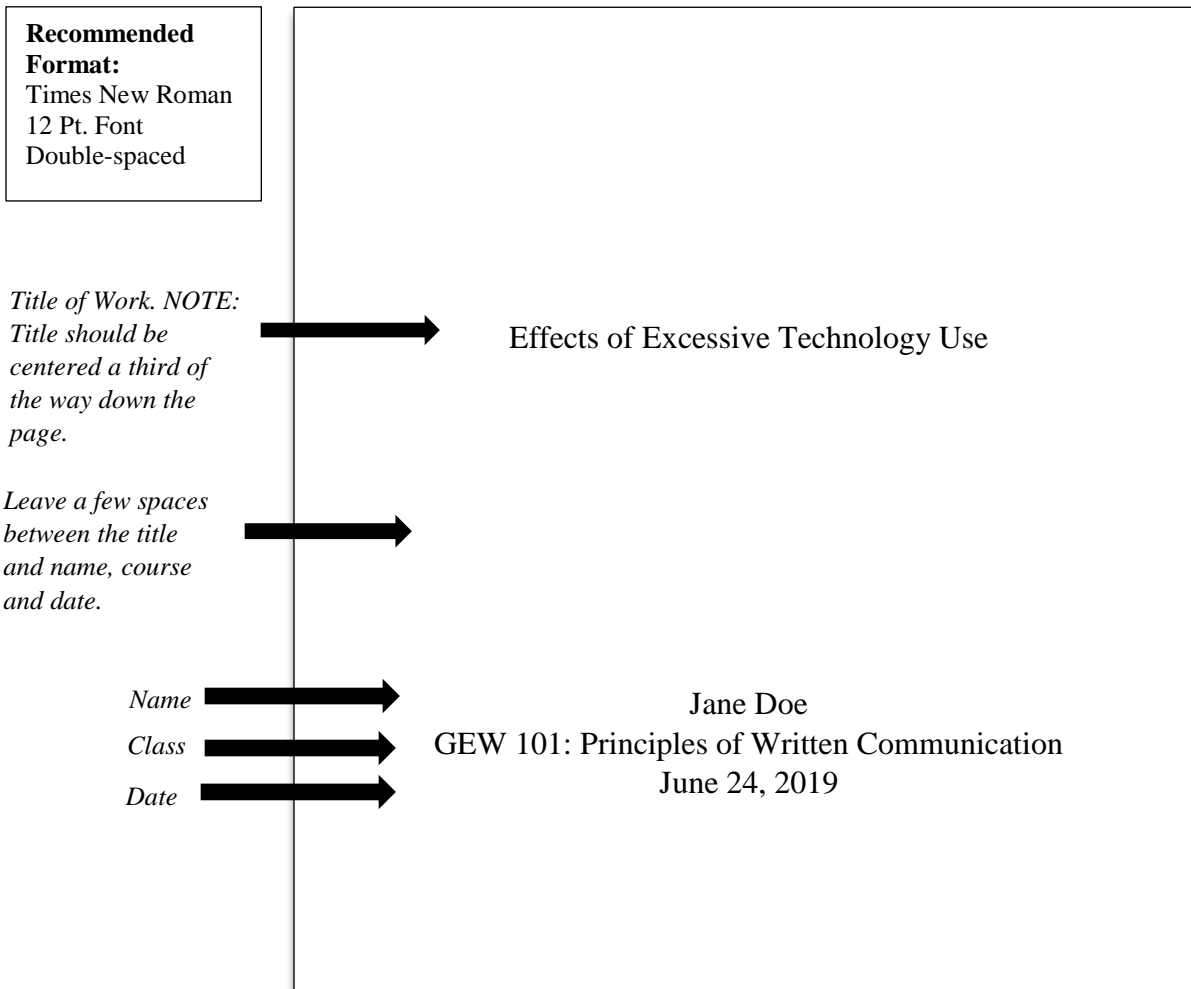 Recommended
Format:
Times New Roman
12 Pt. Font
Double-spaced
Title of Work. NOTE:
Title should be
centered a third of
the way down the
page.
Effects of Excessive Technology Use
Leave a few spaces
between the title
and name, course
and date.
Name
Jane Doe
Class
GEW 101: Principles of Written Communication
Date
June 24, 2019